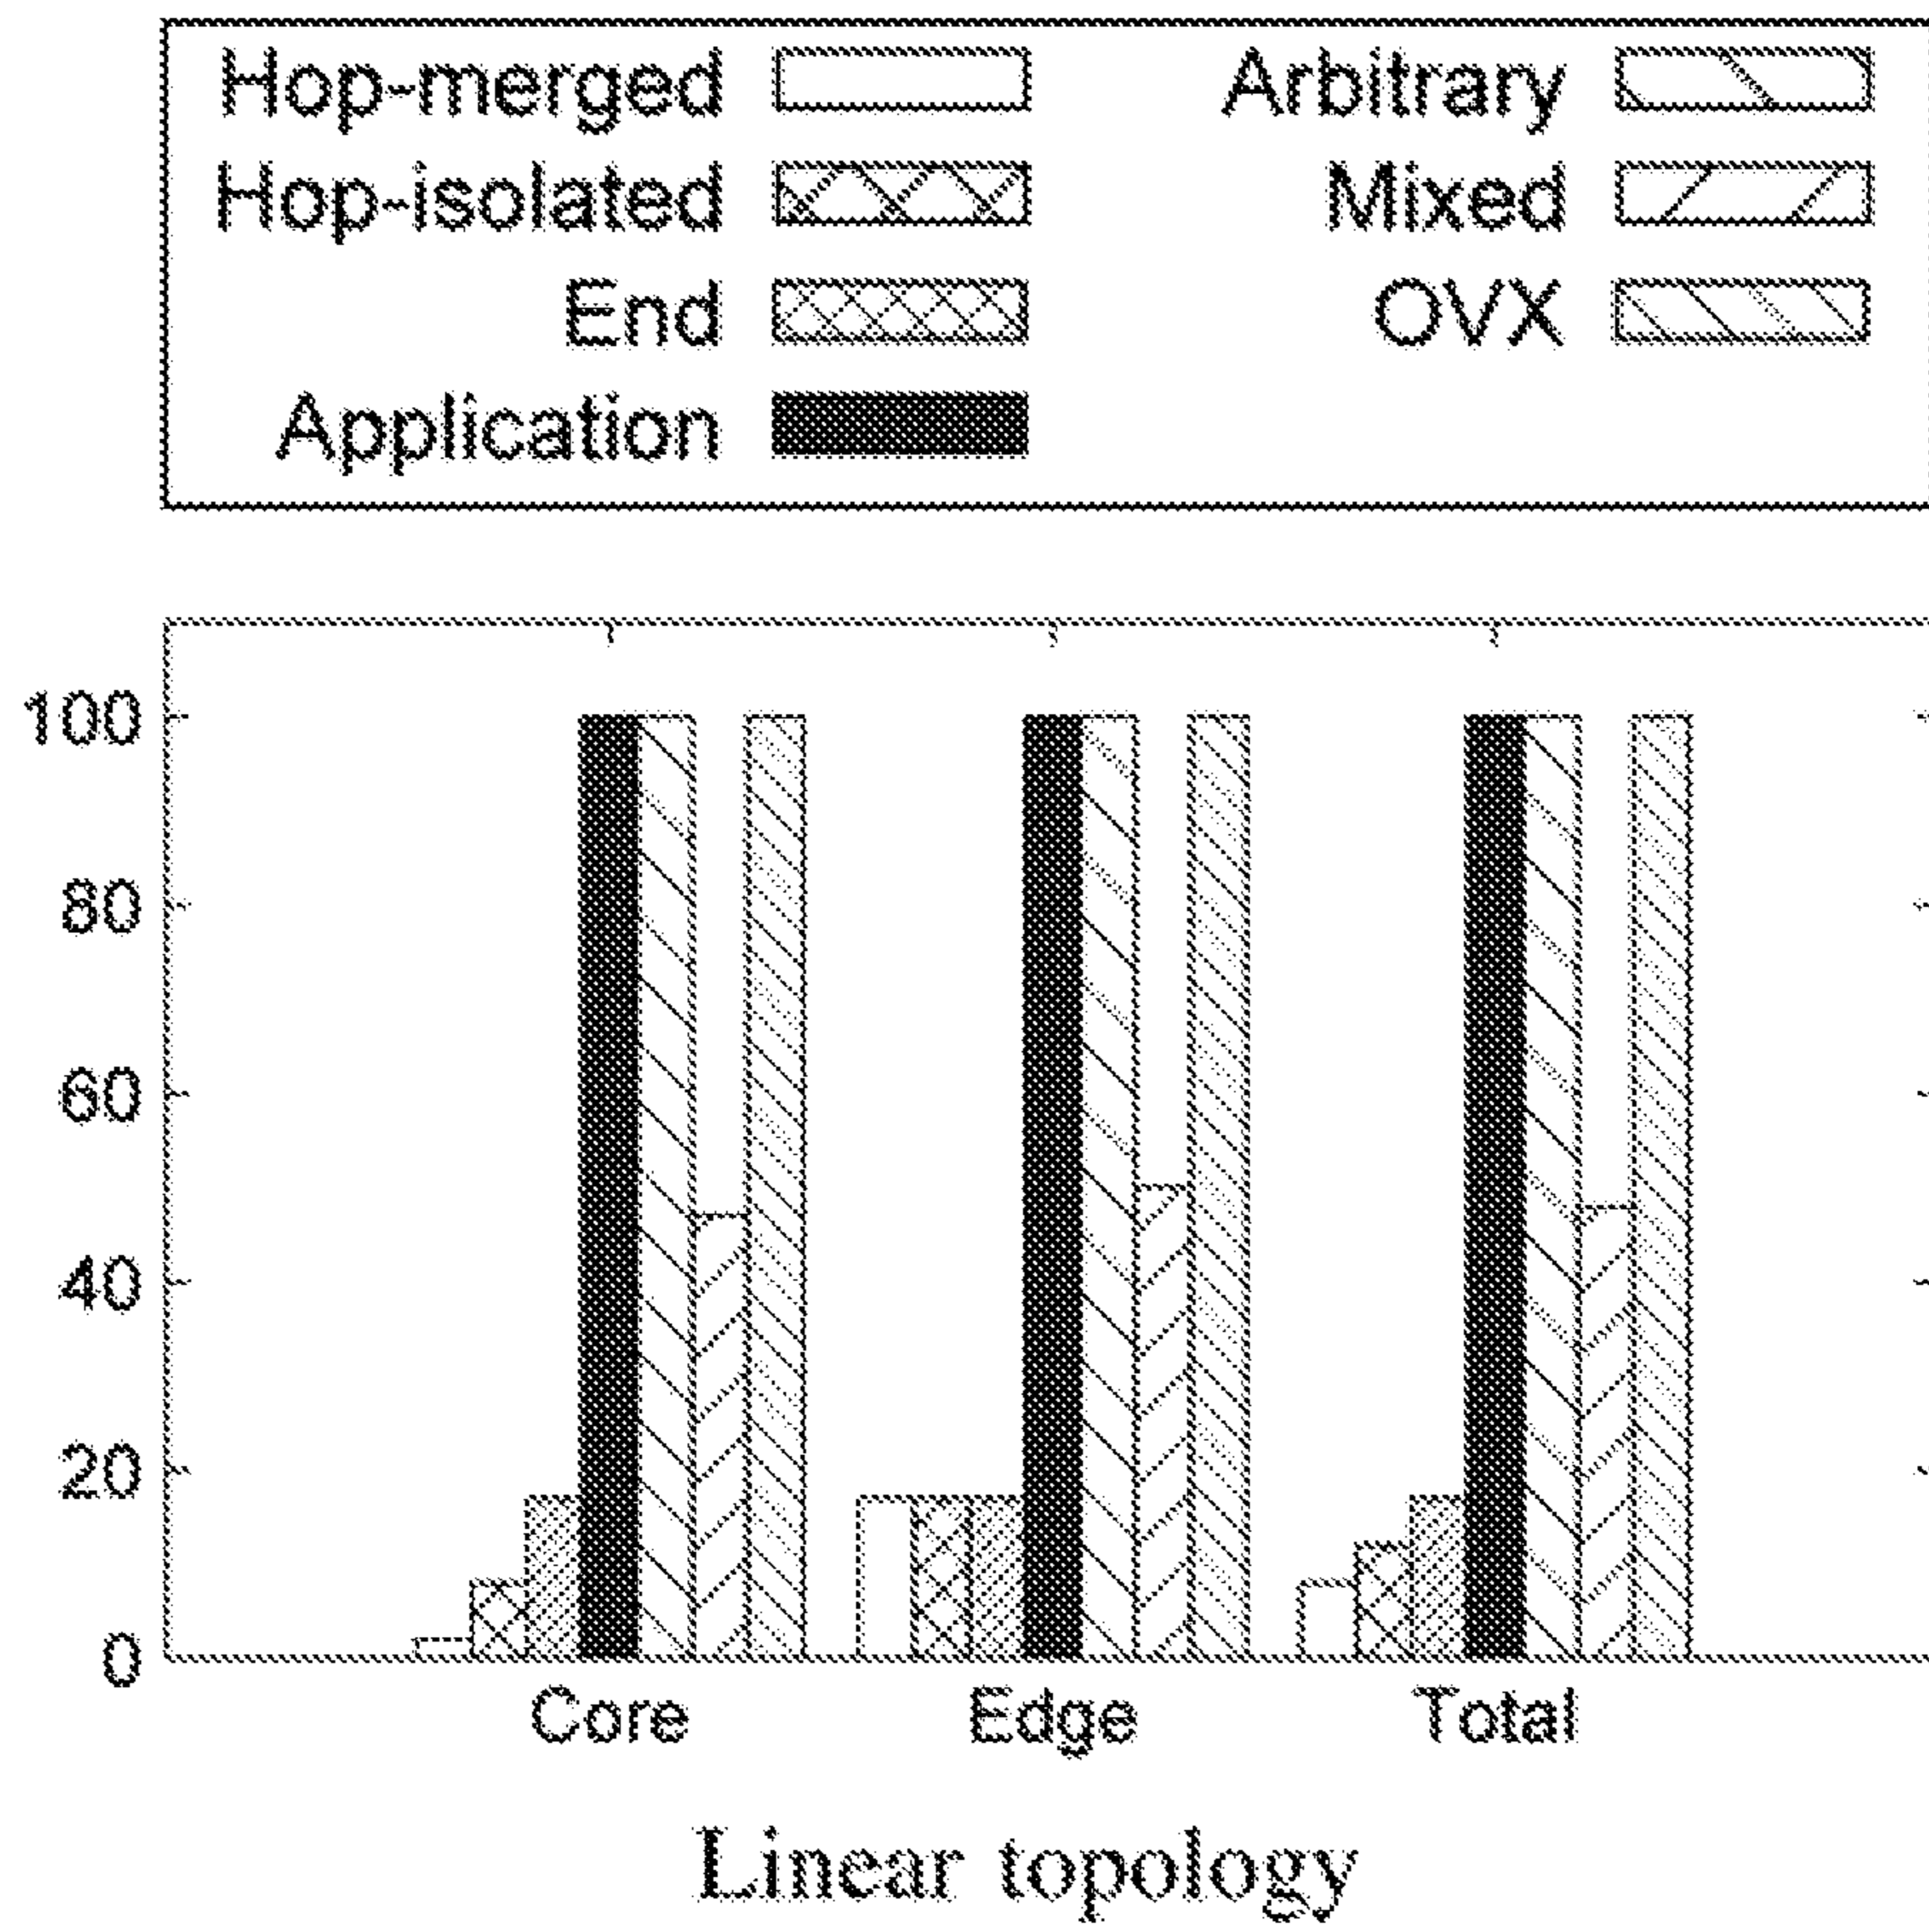 Hop-merged Arbitrary
Hop-isolated Mixed
End OVX
Application
100
80
60
40
20
0
Core Edge Total
Linear topology